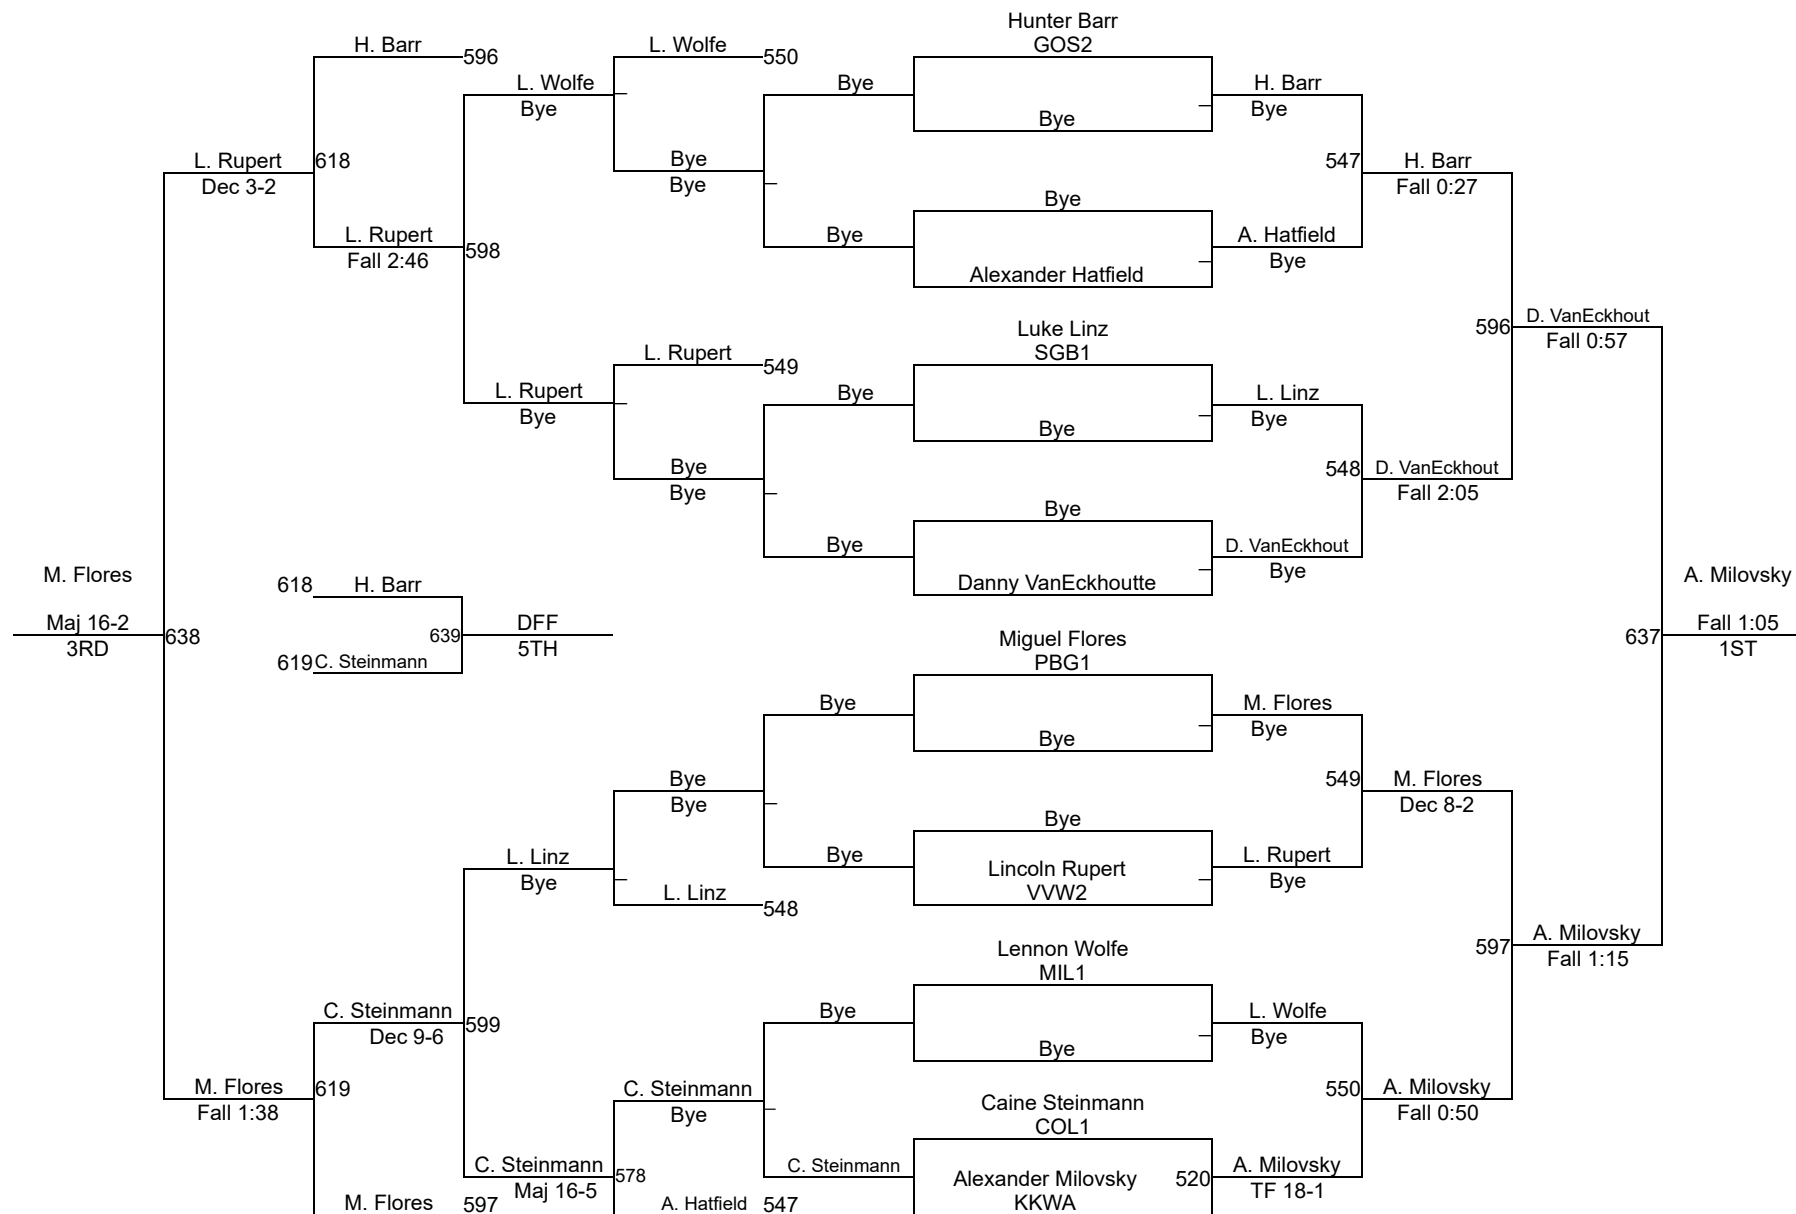 Hunter Barr
GOS2
H. Barr
596
L. Wolfe
550
L. Wolfe
Bye
Bye
Bye
H. Barr
Bye
L. Rupert
Dec 3-2
618
Bye
Bye
547
H. Barr
Fall 0:27
Bye
L. Rupert
Fall 2:46
598
Bye
Alexander Hatfield
A. Hatfield
Bye
Luke Linz
SGB1
596
D. VanEckhout
Fall 0:57
L. Rupert
549
L. Rupert
Bye
Bye
Bye
L. Linz
Bye
Bye
Bye
548
D. VanEckhout
Fall 2:05
Bye
Bye
Danny VanEckhoutte
D. VanEckhout
Bye
M. Flores
Maj 16-2
3RD
638
618
H. Barr
619
C. Steinmann
639
DFF
5TH
Miguel Flores
PBG1
A. Milovsky
637
Fall 1:05
1ST
Bye
Bye
M. Flores
Bye
Bye
Bye
549
M. Flores
Dec 8-2
Bye
L. Linz
Bye
Bye
Lincoln Rupert
VVW2
L. Rupert
Bye
L. Linz
548
Lennon Wolfe
MIL1
597
A. Milovsky
Fall 1:15
C. Steinmann
Dec 9-6
599
Bye
Bye
L. Wolfe
Bye
M. Flores
Fall 1:38
619
C. Steinmann
Bye
Caine Steinmann
COL1
550
A. Milovsky
Fall 0:50
C. Steinmann
Maj 16-5
578
C. Steinmann
Alexander Milovsky
KKWA
520
A. Milovsky
TF 18-1
M. Flores
597
A. Hatfield
547